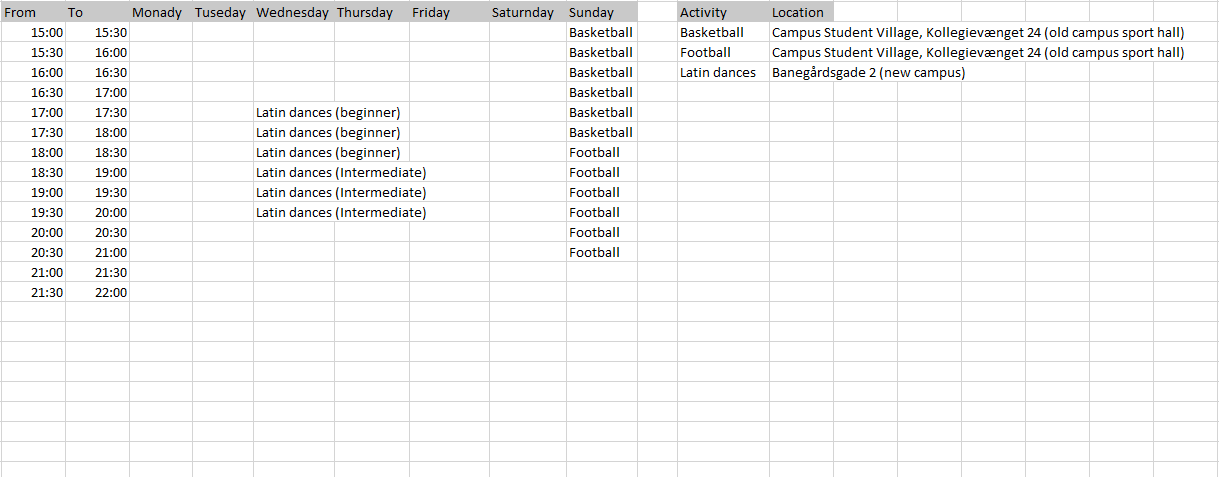 From To Monady Tuseday Wednesday Thursday Friday Saturnday Sunday Activity Location
15:00 15:30 Basketball Basketball Campus Student Village, Kollegievænget 24 (old campus sport hall)
15:30 16:00 Basketball Football Campus Student Village, Kollegievænget 24 (old campus sport hall)
16:00 16:30 Basketball Latin dances Banegårdsgade 2 (new campus)
16:30 17:00 Basketball
17:00 17:30 Latin dances (beginner) Basketball
17:30 18:00 Latin dances (beginner) Basketball
18:00 18:30 Latin dances (beginner) Football
18:30 19:00 Latin dances (Intermediate) Football
19:00 19:30 Latin dances (Intermediate) Football
19:30 20:00 Latin dances (Intermediate) Football
20:00 20:30 Football
20:30 21:00 Football
21:00 21:30
21:30 22:00